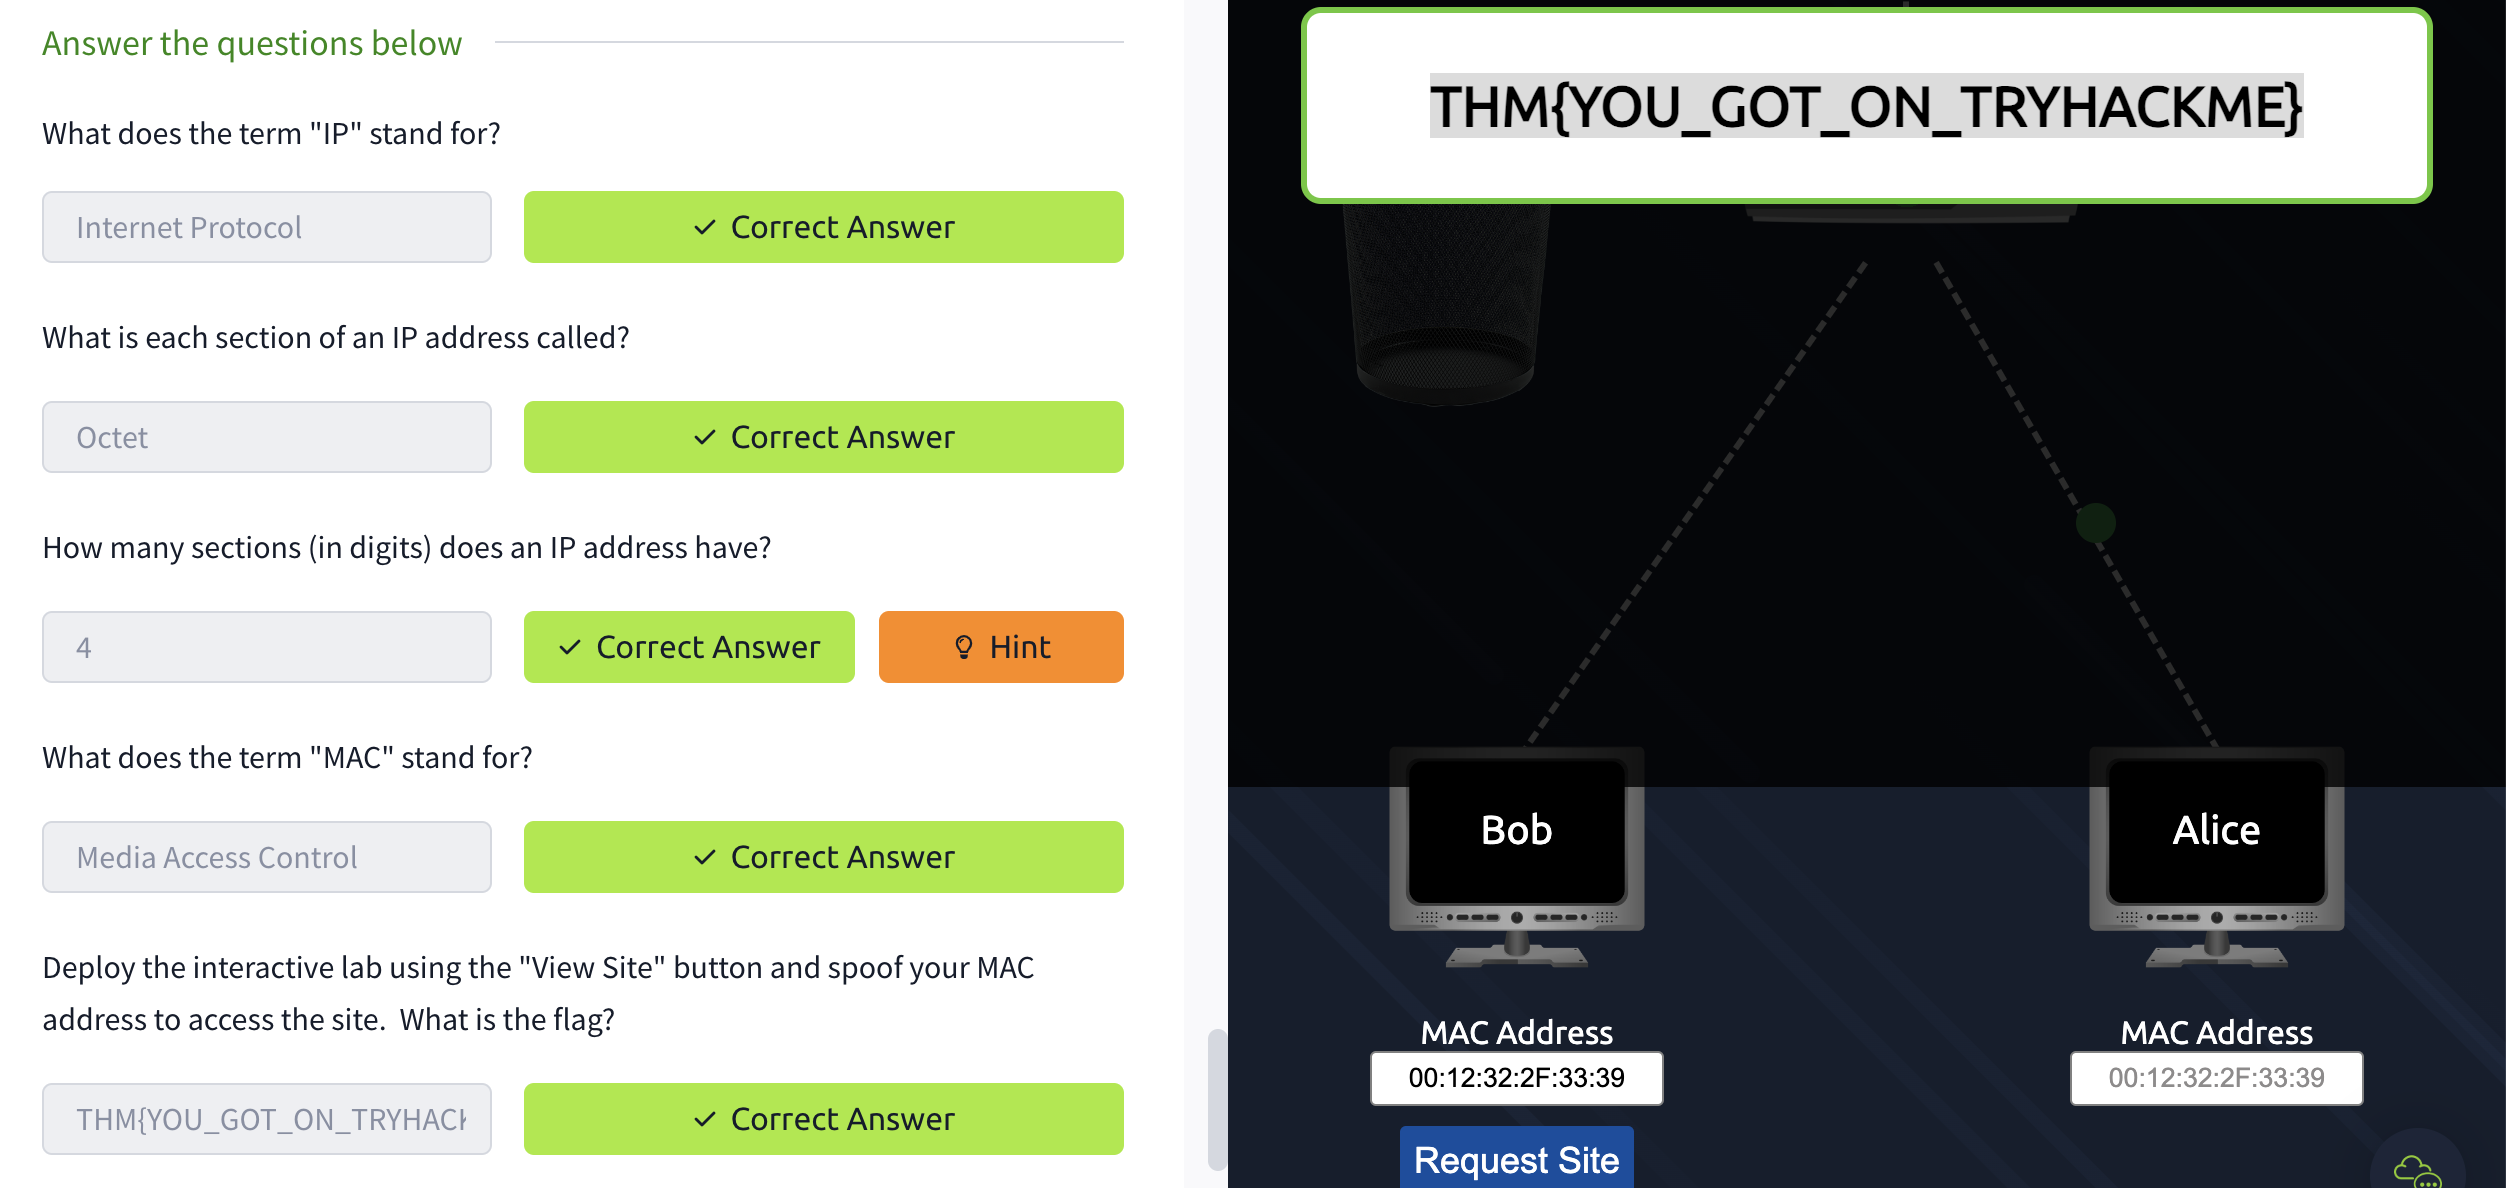 Answer the questions below
What does the term "IP" stand for?
Internet Protocol
Correct Answer
What is each section of an IP address called?
Octet
Correct Answer
How many sections (in digits) does an IP address have?
4
Correct Answer
Hint
What does the term "MAC" stand for?
Media Access Control
Correct Answer
Deploy the interactive lab using the "View Site" button and spoof your MAC
address to access the site.  What is the flag?
THM{YOU_GOT_ON_TRYHACK
Correct Answer
THM{YOU_GOT_ON_TRYHACKME}
Bob
Alice
MAC Address
00:12:32:2F:33:39
Request Site
MAC Address
00:12:32:2F:33:39